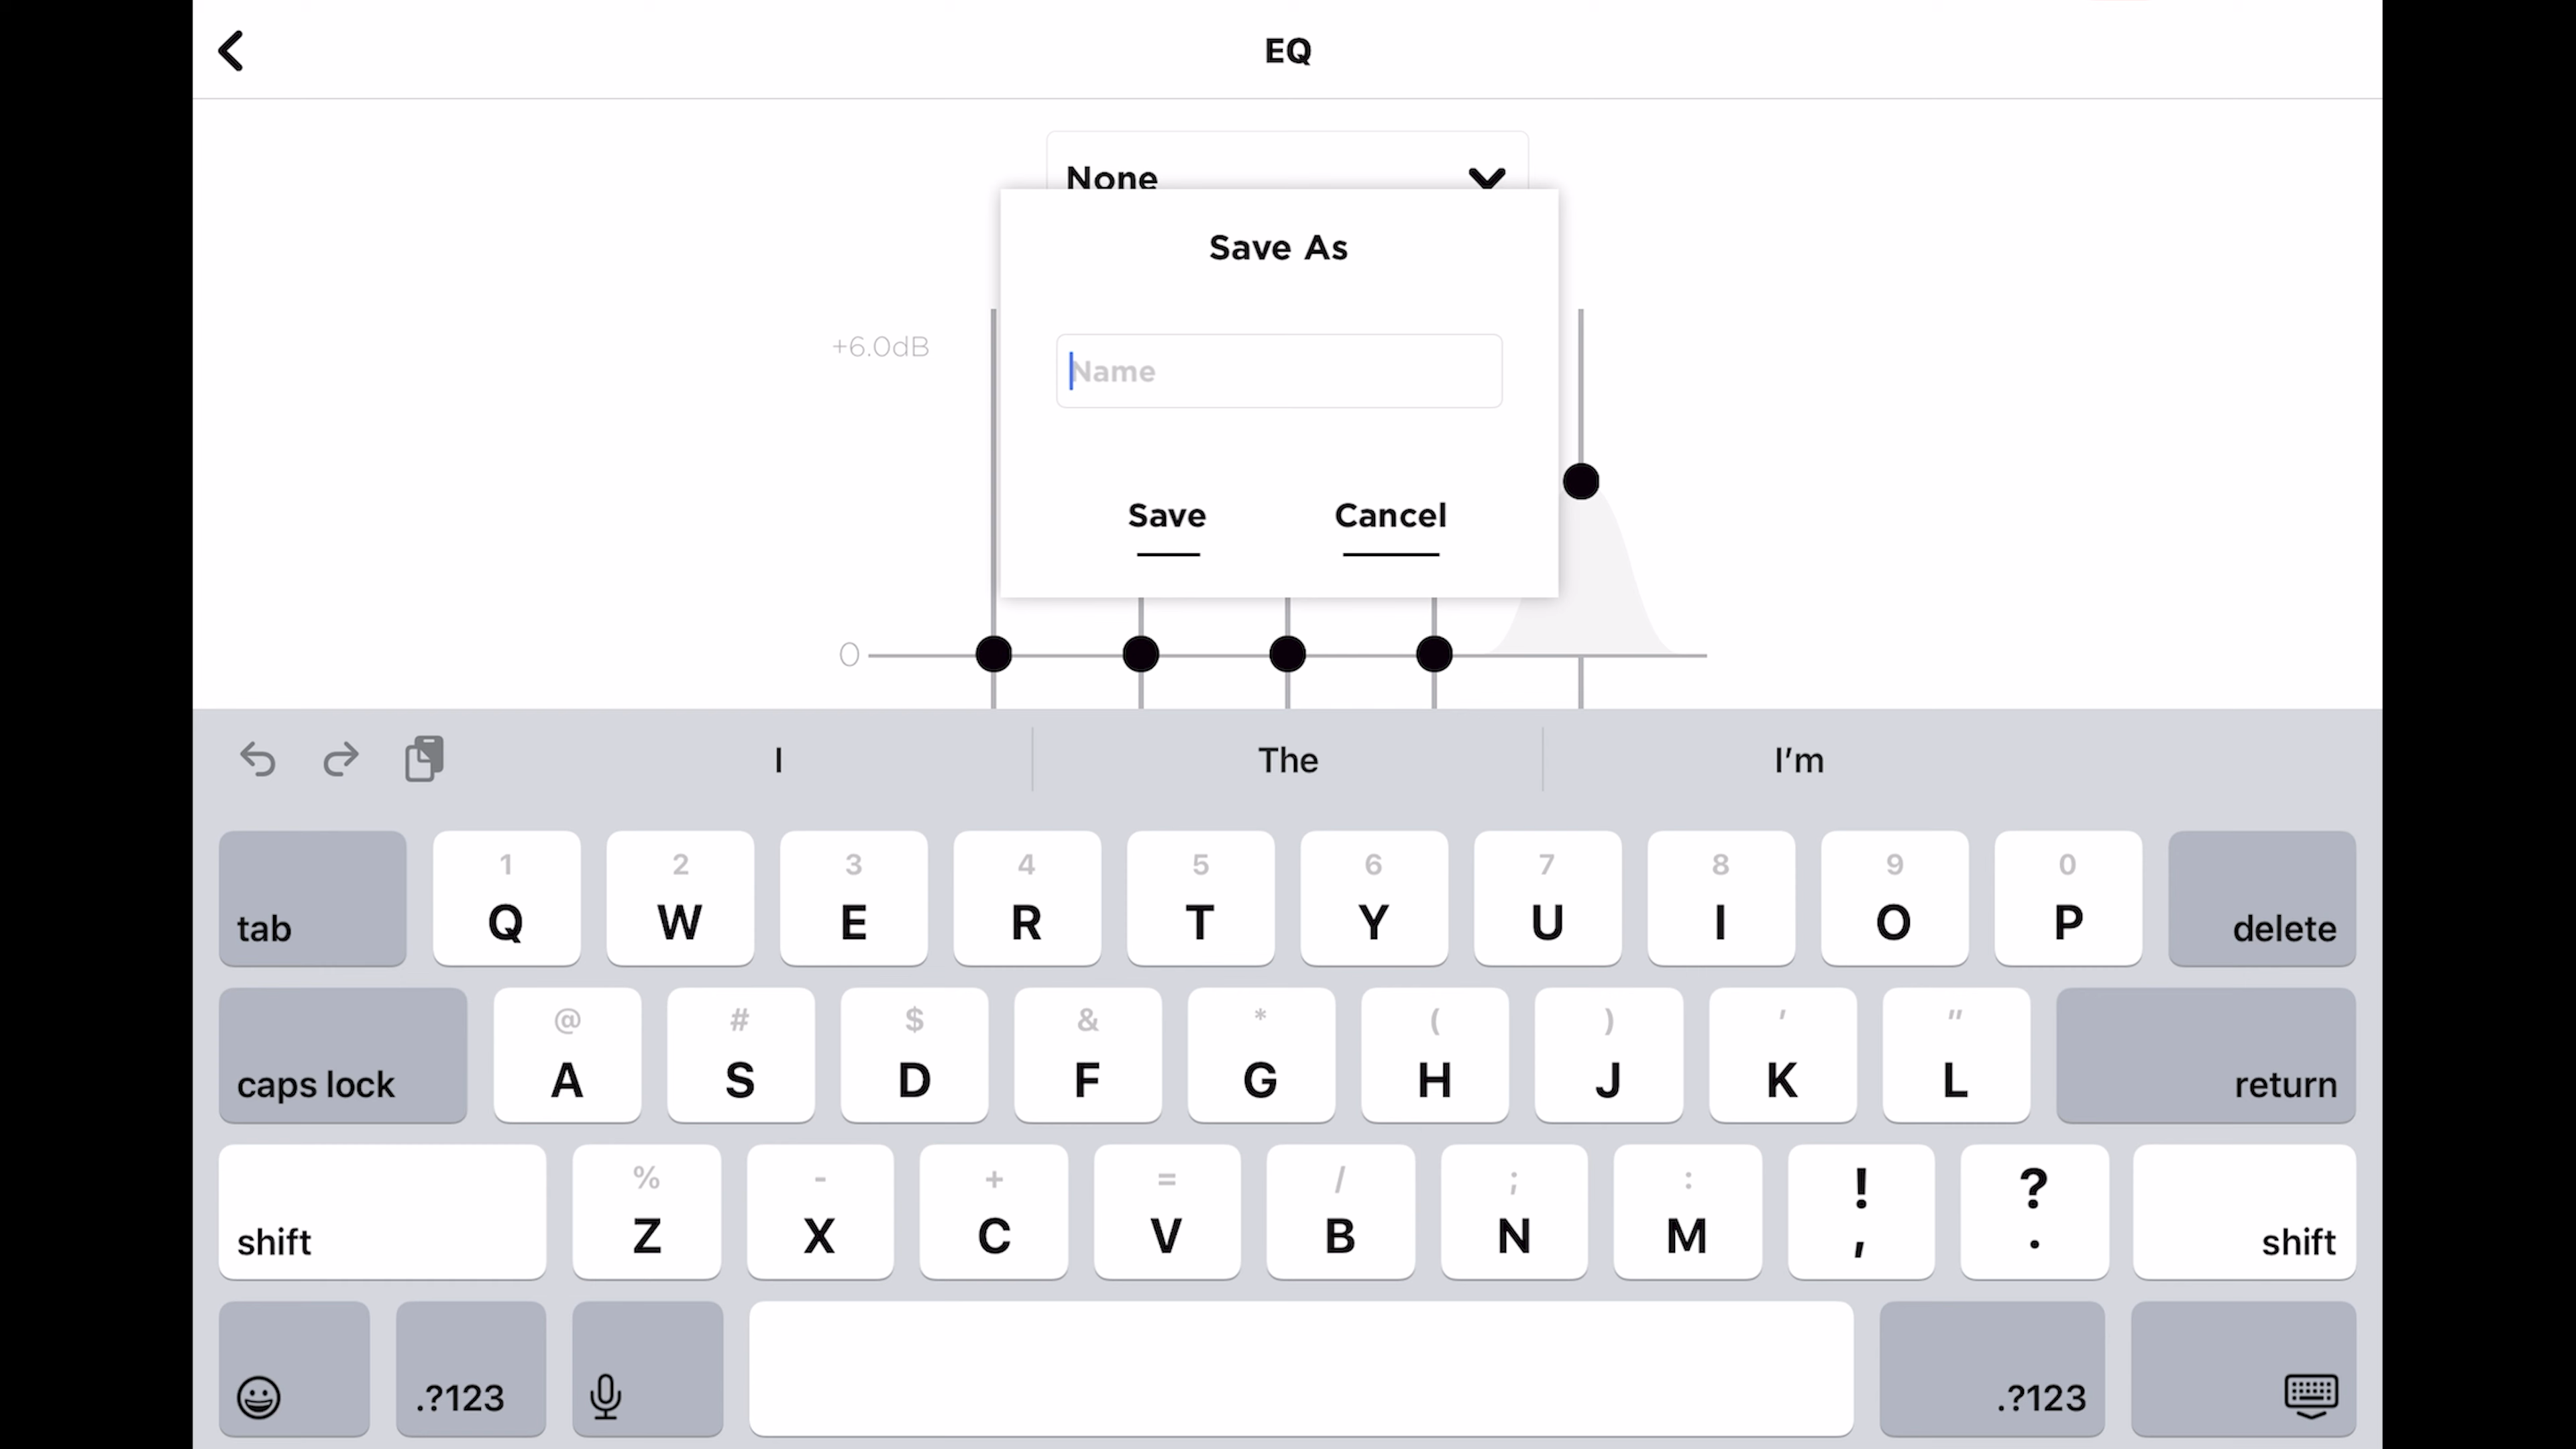 EQ
None
Save As
+6.0dB
Name
Save Cancel
0
I The I'm
1 2 3 4 5 6 7 8 9 0
tab Q W E R T Y U I O P delete
@ # $ & * ( ) ' "
caps lock A S D F G H J K L return
% - + = / ; : ! ?
shift Z X C V B N M , . shift
.?123 .?123